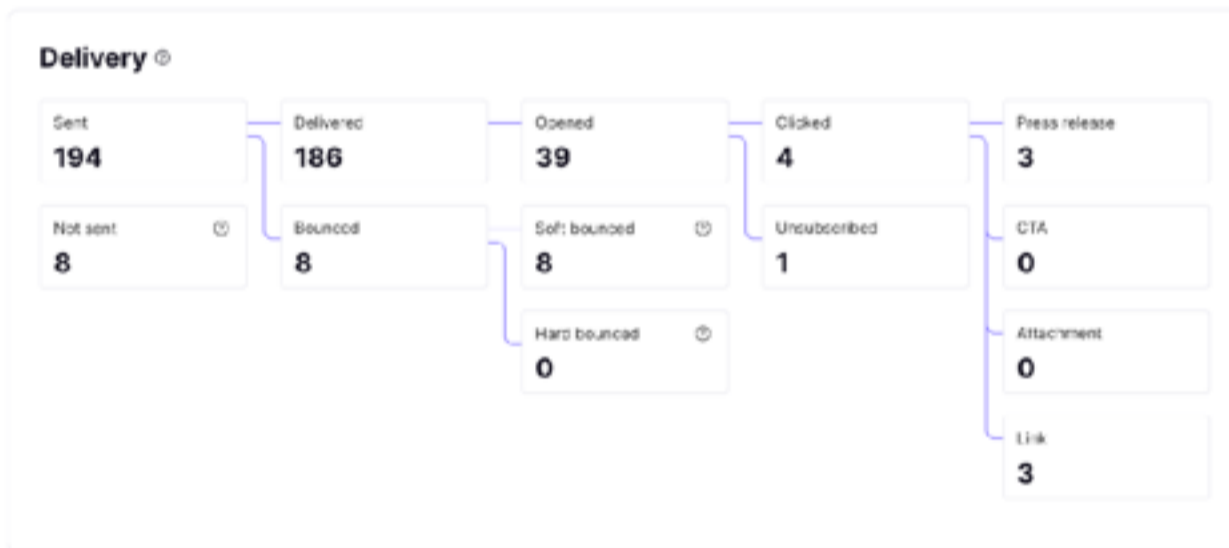 Delivery
Sent
194
Delivered
186
Opened
39
Clicked
4
Press release
3
Not sent
8
Bounced
8
Soft bounced
8
Unsubscribed
1
CTA
0
Hard bounced
0
Attachment
0
Link
3